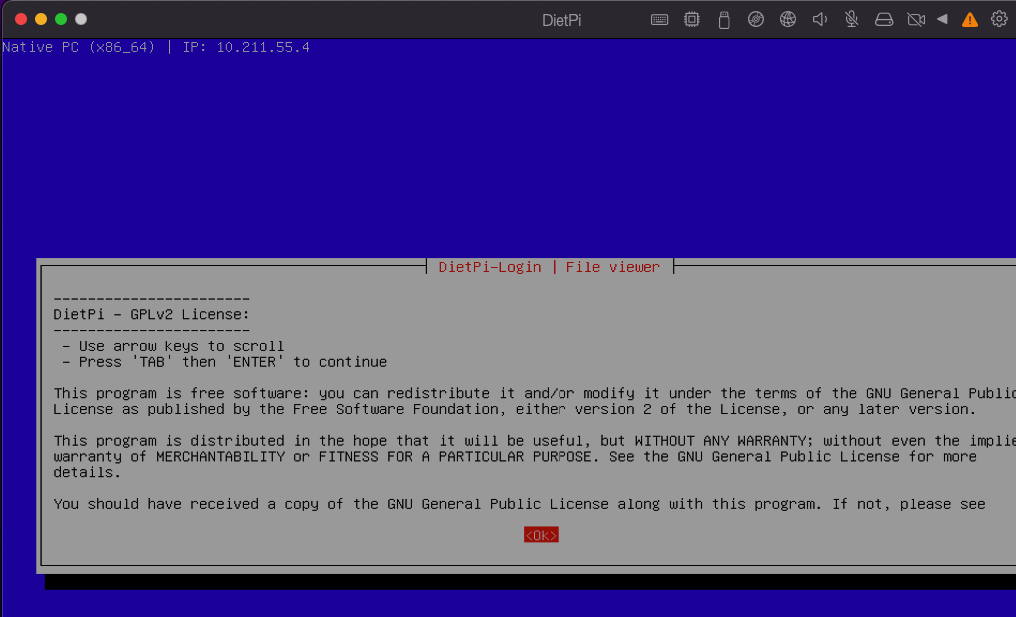 DietPi
Native PC (x86_64) | IP: 10.211.55.4
DietPi-Login | File viewer
-----------------------
DietPi - GPLv2 License:
-----------------------
- Use arrow keys to scroll
- Press 'TAB' then 'ENTER' to continue
This program is free software: you can redistribute it and/or modify it under the terms of the GNU General Public
License as published by the Free Software Foundation, either version 2 of the License, or any later version.
This program is distributed in the hope that it will be useful, but WITHOUT ANY WARRANTY; without even the implie
warranty of MERCHANTABILITY or FITNESS FOR A PARTICULAR PURPOSE. See the GNU General Public License for more
details.
You should have received a copy of the GNU General Public License along with this program. If not, please see
<Ok>